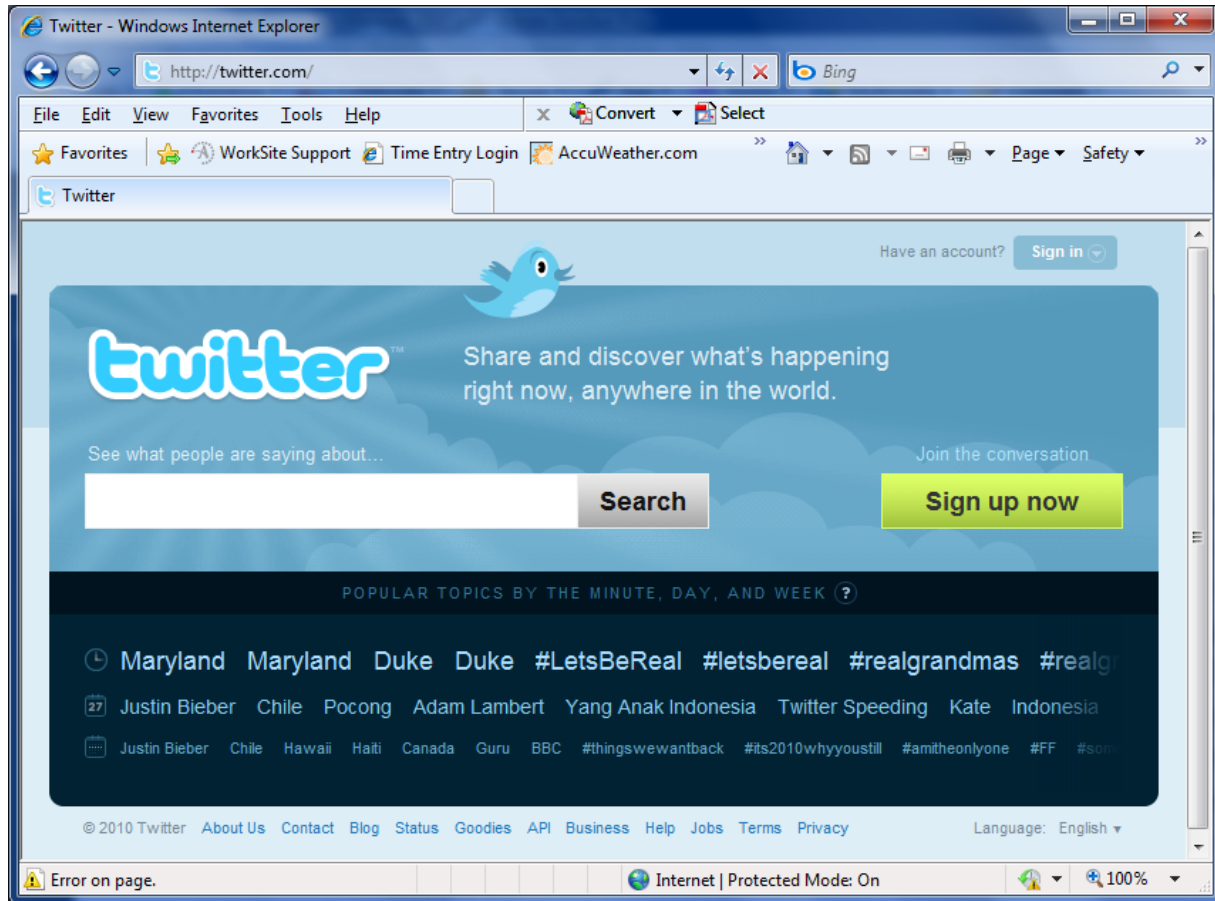 Twitter - Windows Internet Explorer
http://twitter.com/ Bing
File Edit View Favorites Tools Help x Convert Select
Favorites WorkSite Support Time Entry Login AccuWeather.com » Page Safety »
Twitter
Have an account? Sign in
twitter™ Share and discover what's happening
right now, anywhere in the world.
See what people are saying about... Join the conversation
Search Sign up now
POPULAR TOPICS BY THE MINUTE, DAY, AND WEEK ?
Maryland Maryland Duke Duke #LetsBeReal #letsbereal #realgrandmas #realgr
27 Justin Bieber Chile Pocong Adam Lambert Yang Anak Indonesia Twitter Speeding Kate Indonesia
Justin Bieber Chile Hawaii Haiti Canada Guru BBC #thingswewantback #its2010whyyoustill #amitheonlyone #FF #som
© 2010 Twitter About Us Contact Blog Status Goodies API Business Help Jobs Terms Privacy Language: English
Error on page. Internet | Protected Mode: On 100%